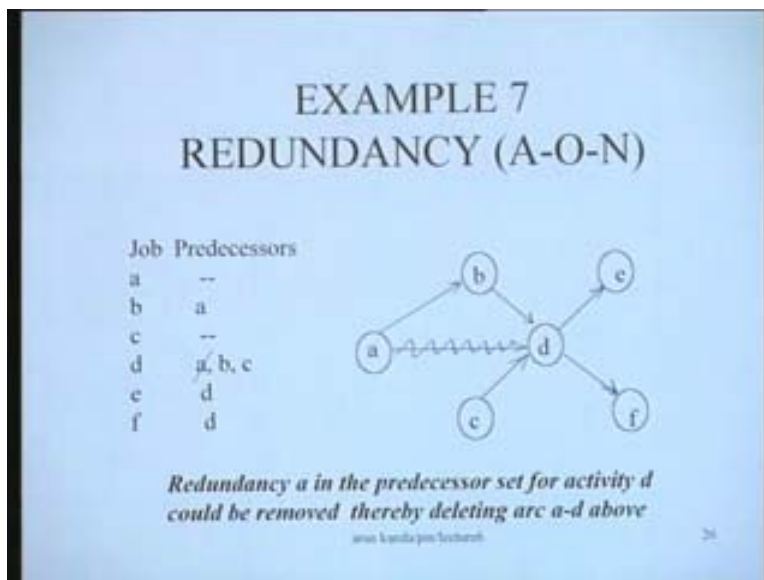 EXAMPLE 7
REDUNDANCY (A-O-N)
Job Predecessors
a --
b a
c --
d a, b, c
e d
f d
b
e
a
d
c
f
Redundancy a in the predecessor set for activity d
could be removed thereby deleting arc a-d above
26